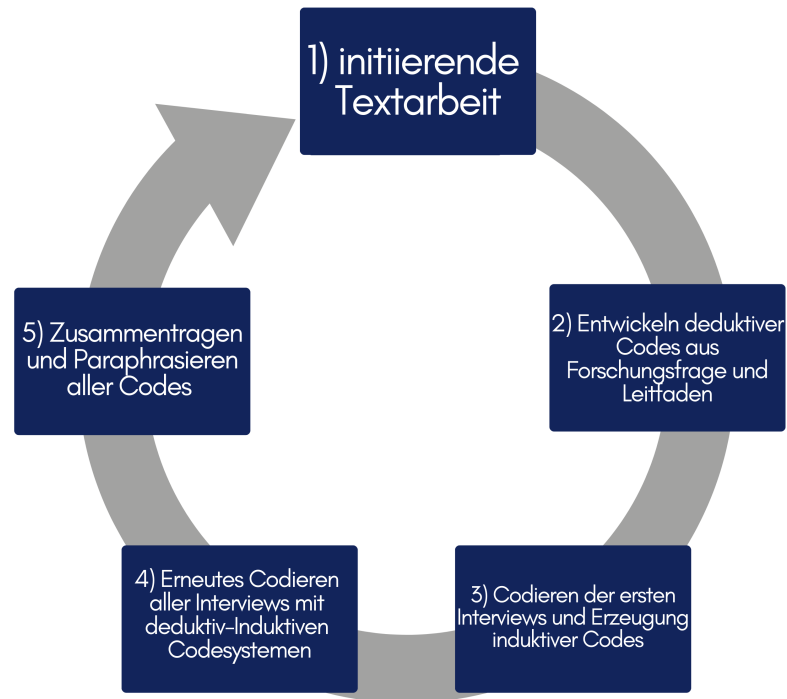 1) initiierende
Textarbeit
2) Entwickeln deduktiver
Codes aus
Forschungsfrage und
Leitfaden
3) Codieren der ersten
Interviews und Erzeugung
induktiver Codes
4) Erneutes Codieren
aller Interviews mit
deduktiv-Induktiven
Codesystemen
5) Zusammentragen
und Paraphrasieren
aller Codes